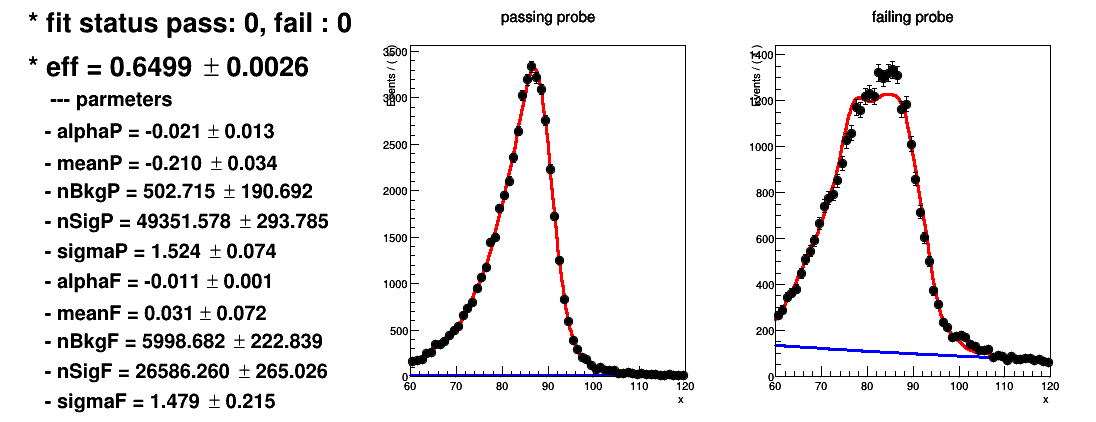 * fit status pass: 0, fail : 0
* eff = 0.6499 ± 0.0026
--- parmeters
- alphaP = -0.021 ± 0.013
- meanP = -0.210 ± 0.034
- nBkgP = 502.715 ± 190.692
- nSigP = 49351.578 ± 293.785
- sigmaP = 1.524 ± 0.074
- alphaF = -0.011 ± 0.001
- meanF = 0.031 ± 0.072
- nBkgF = 5998.682 ± 222.839
- nSigF = 26586.260 ± 265.026
- sigmaF = 1.479 ± 0.215
passing probe
3500
3000
2500
2000
1500
1000
500
0
60 70 80 90 100 110 120
x
failing probe
1400
1200
1000
800
600
400
200
0
60 70 80 90 100 110 120
x